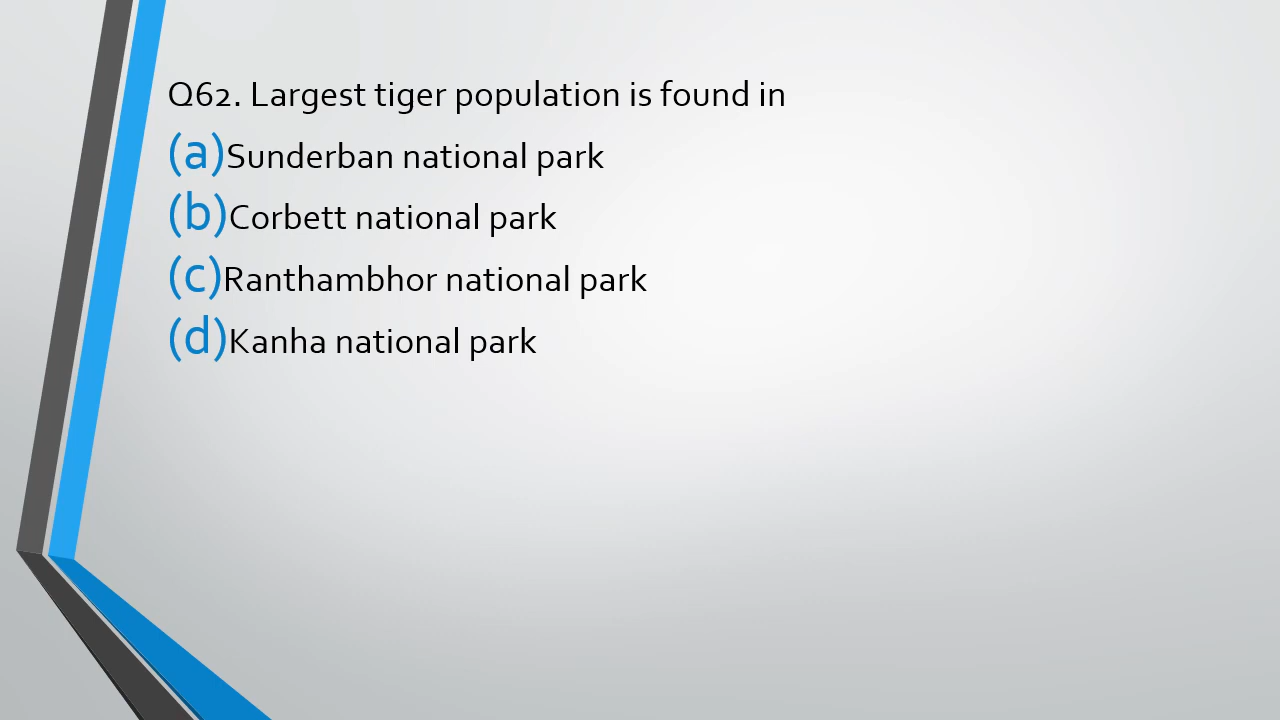 Q62. Largest tiger population is found in
(a)Sunderban national park
(b)Corbett national park
(c)Ranthambhor national park
(d)Kanha national park